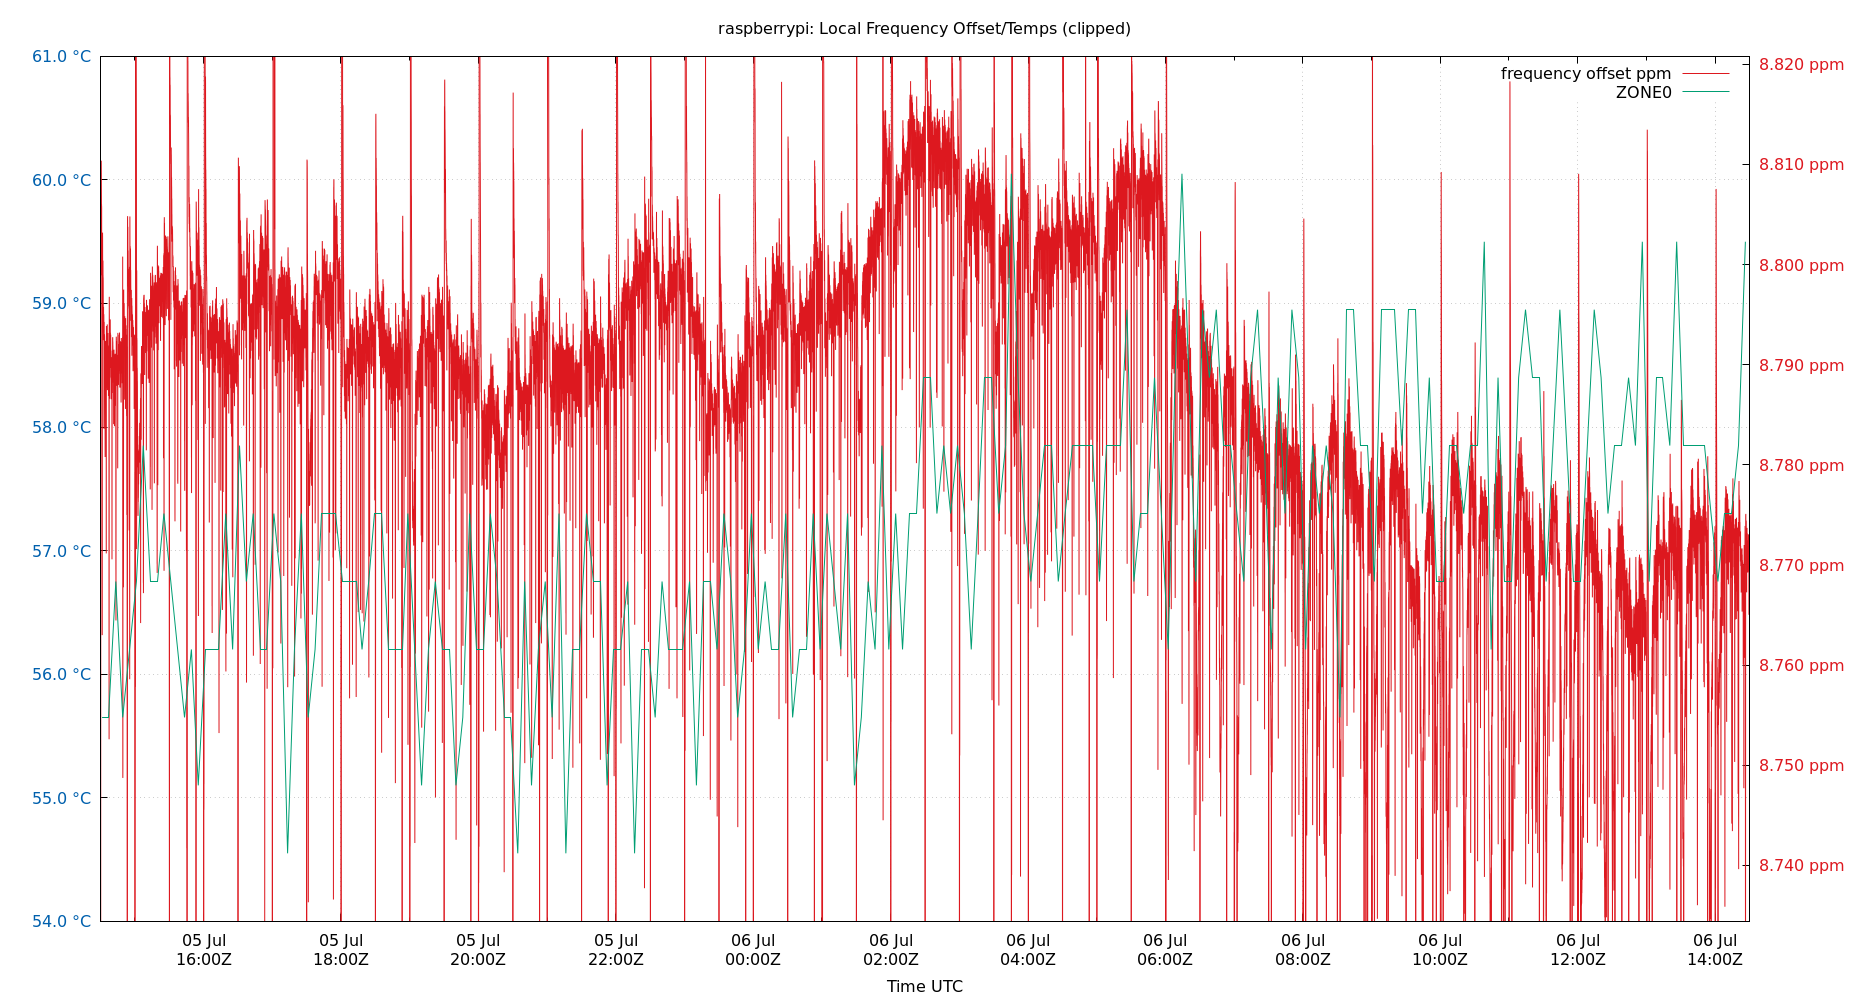 raspberrypi: Local Frequency Offset/Temps (clipped)
61.0 °C
60.0 °C
59.0 °C
58.0 °C
57.0 °C
56.0 °C
55.0 °C
54.0 °C
frequency offset ppm
ZONE0
8.820 ppm
8.810 ppm
8.800 ppm
8.790 ppm
8.780 ppm
8.770 ppm
8.760 ppm
8.750 ppm
8.740 ppm
05 Jul 05 Jul 05 Jul 05 Jul 06 Jul 06 Jul 06 Jul 06 Jul 06 Jul 06 Jul 06 Jul 06 Jul
16:00Z 18:00Z 20:00Z 22:00Z 00:00Z 02:00Z 04:00Z 06:00Z 08:00Z 10:00Z 12:00Z 14:00Z
Time UTC